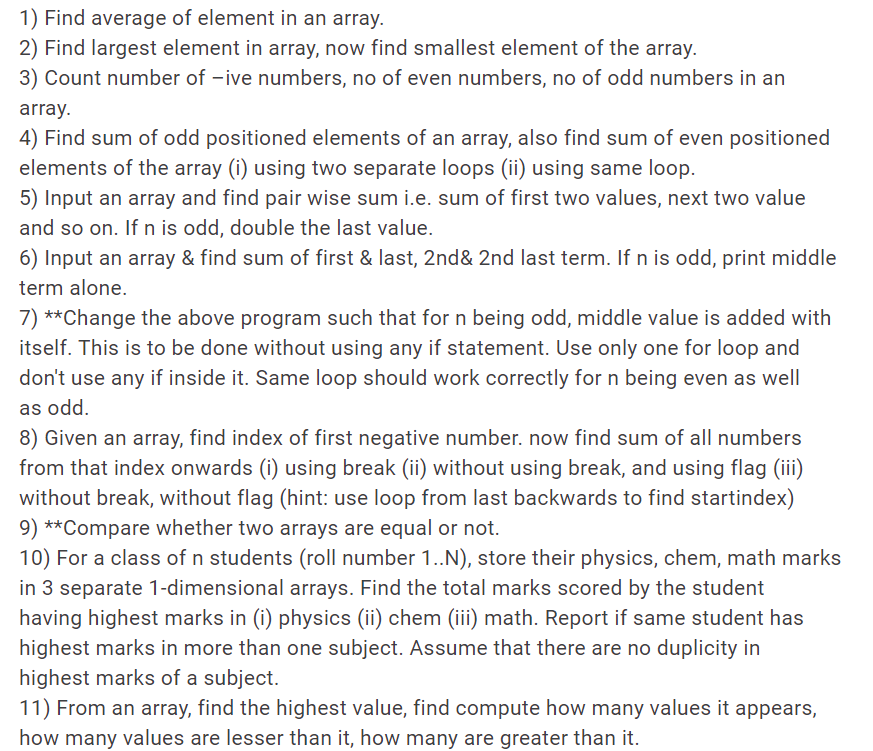 1) Find average of element in an array.
2) Find largest element in array, now find smallest element of the array.
3) Count number of –ive numbers, no of even numbers, no of odd numbers in an
array.
4) Find sum of odd positioned elements of an array, also find sum of even positioned
elements of the array (i) using two separate loops (ii) using same loop.
5) Input an array and find pair wise sum i.e. sum of first two values, next two value
and so on. If n is odd, double the last value.
6) Input an array & find sum of first & last, 2nd& 2nd last term. If n is odd, print middle
term alone.
7) **Change the above program such that for n being odd, middle value is added with
itself. This is to be done without using any if statement. Use only one for loop and
don't use any if inside it. Same loop should work correctly for n being even as well
as odd.
8) Given an array, find index of first negative number. now find sum of all numbers
from that index onwards (i) using break (ii) without using break, and using flag (iii)
without break, without flag (hint: use loop from last backwards to find startindex)
9) **Compare whether two arrays are equal or not.
10) For a class of n students (roll number 1..N), store their physics, chem, math marks
in 3 separate 1-dimensional arrays. Find the total marks scored by the student
having highest marks in (i) physics (ii) chem (iii) math. Report if same student has
highest marks in more than one subject. Assume that there are no duplicity in
highest marks of a subject.
11) From an array, find the highest value, find compute how many values it appears,
how many values are lesser than it, how many are greater than it.